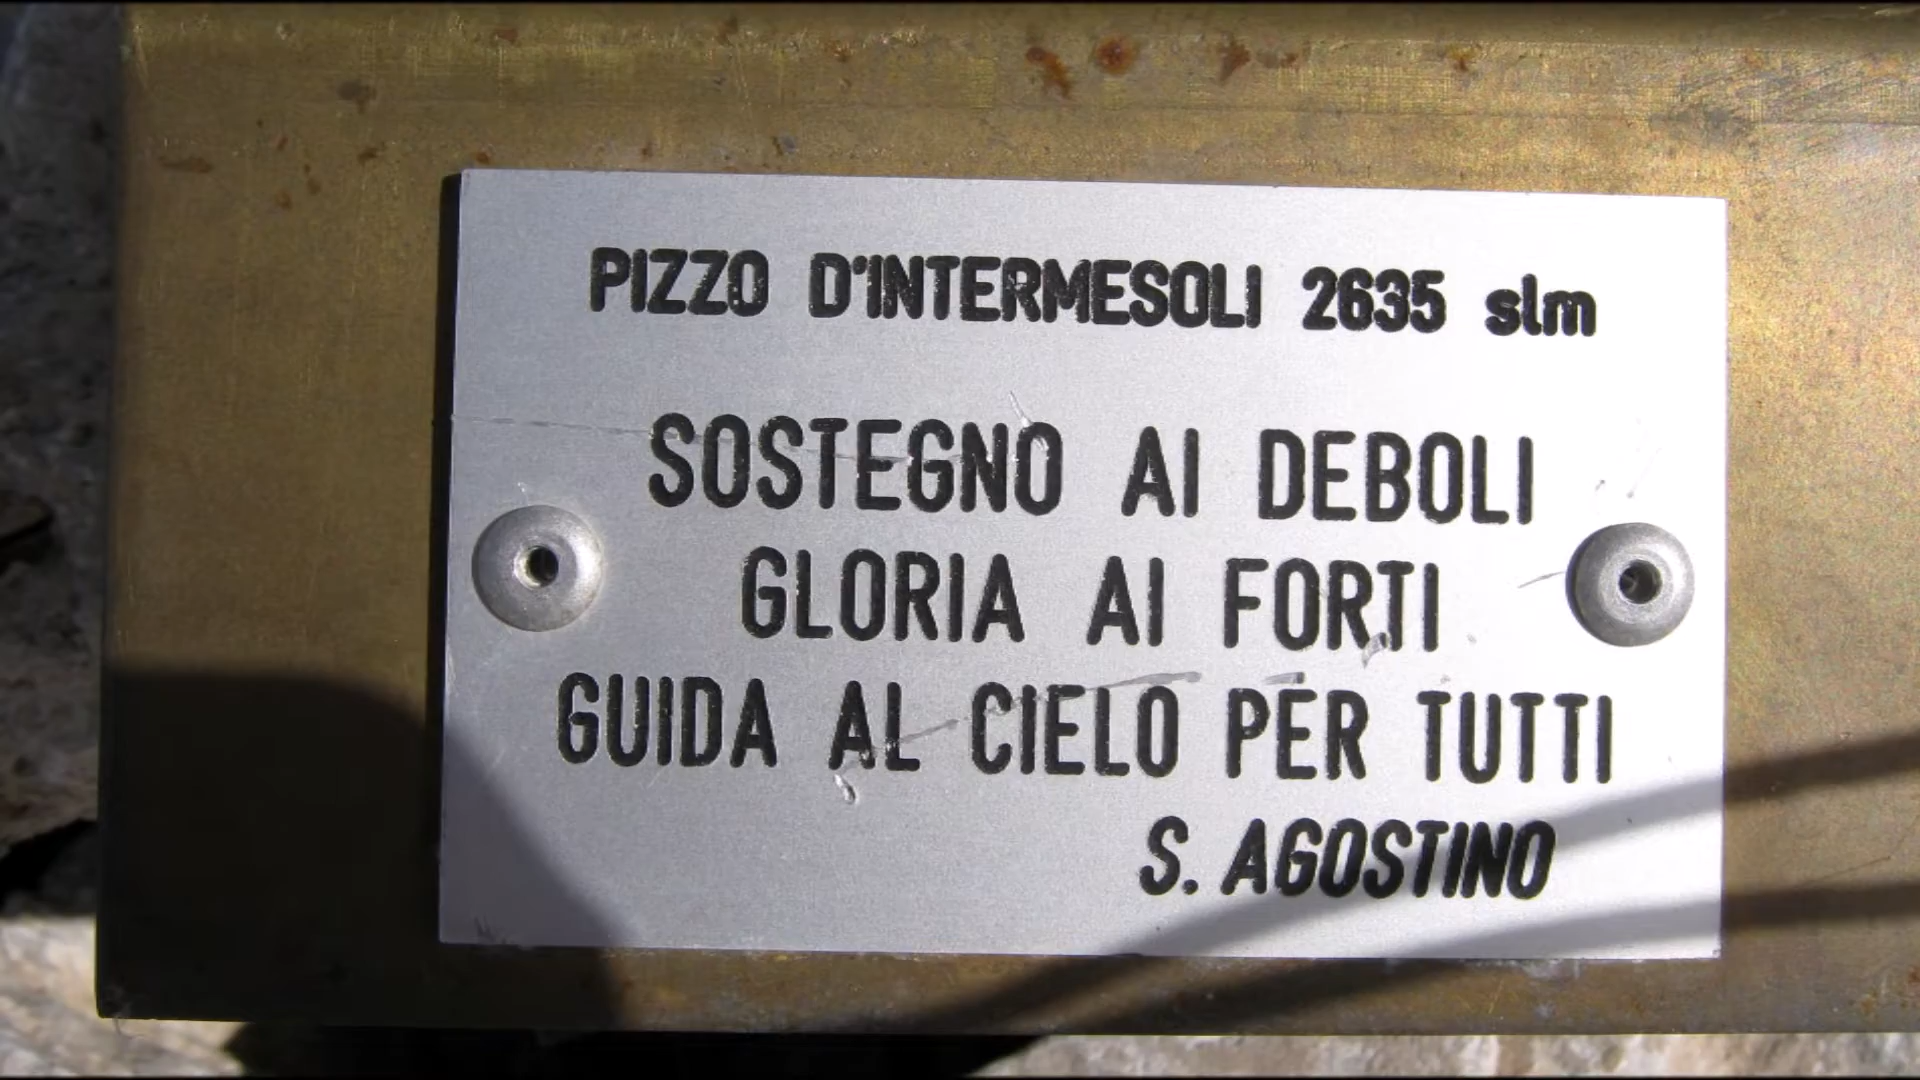 PIZZO D'INTERMESOLI 2635 slm
SOSTEGNO AI DEBOLI
GLORIA AI FORTI
GUIDA AL CIELO PER TUTTI
S. AGOSTINO